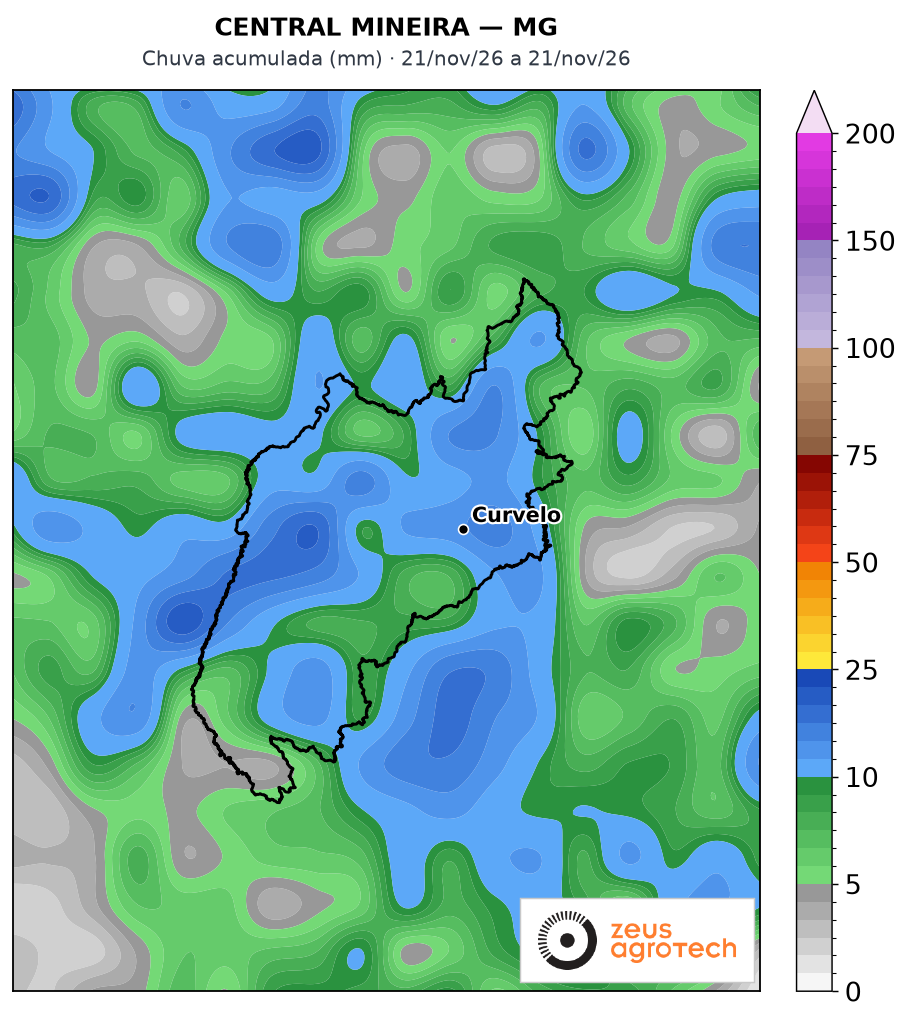 CENTRAL MINEIRA — MG
Chuva acumulada (mm) · 21/nov/26 a 21/nov/26
200
150
100
75
50
25
10
5
0
Curvelo
zeus
agrotech